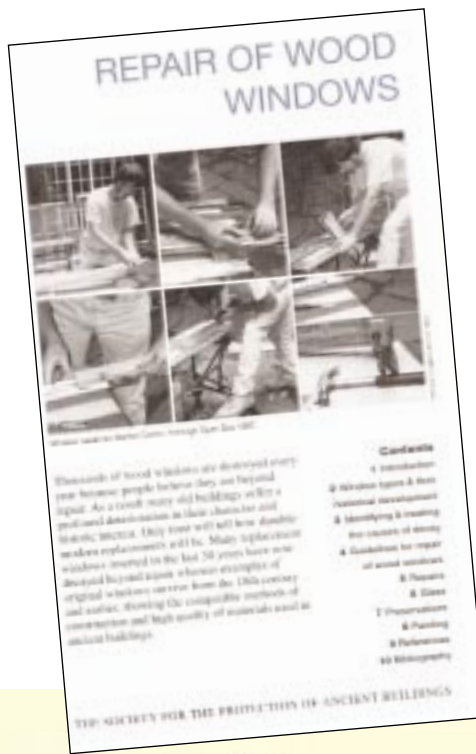 REPAIR OF WOOD
WINDOWS
Thousands of wood windows are destroyed every
year because people believe they are beyond
repair. As a result many old buildings suffer a
profound deterioration in their character and
historic interest. Only time will tell how durable
modern replacements will be. Many replacement
windows inserted in the last 30 years have now
decayed beyond repair whereas examples of
original windows survive from the 18th century
and earlier, showing the comparable methods of
construction and high quality of materials used in
ancient buildings.
Contents
1 Introduction
2 Window types & their
historical development
3 Identifying & treating
the causes of decay
4 Guidelines for repair
of wood windows
5 Repairs
6 Glass
7 Preservatives
8 Painting
9 References
10 Bibliography
THE SOCIETY FOR THE PROTECTION OF ANCIENT BUILDINGS